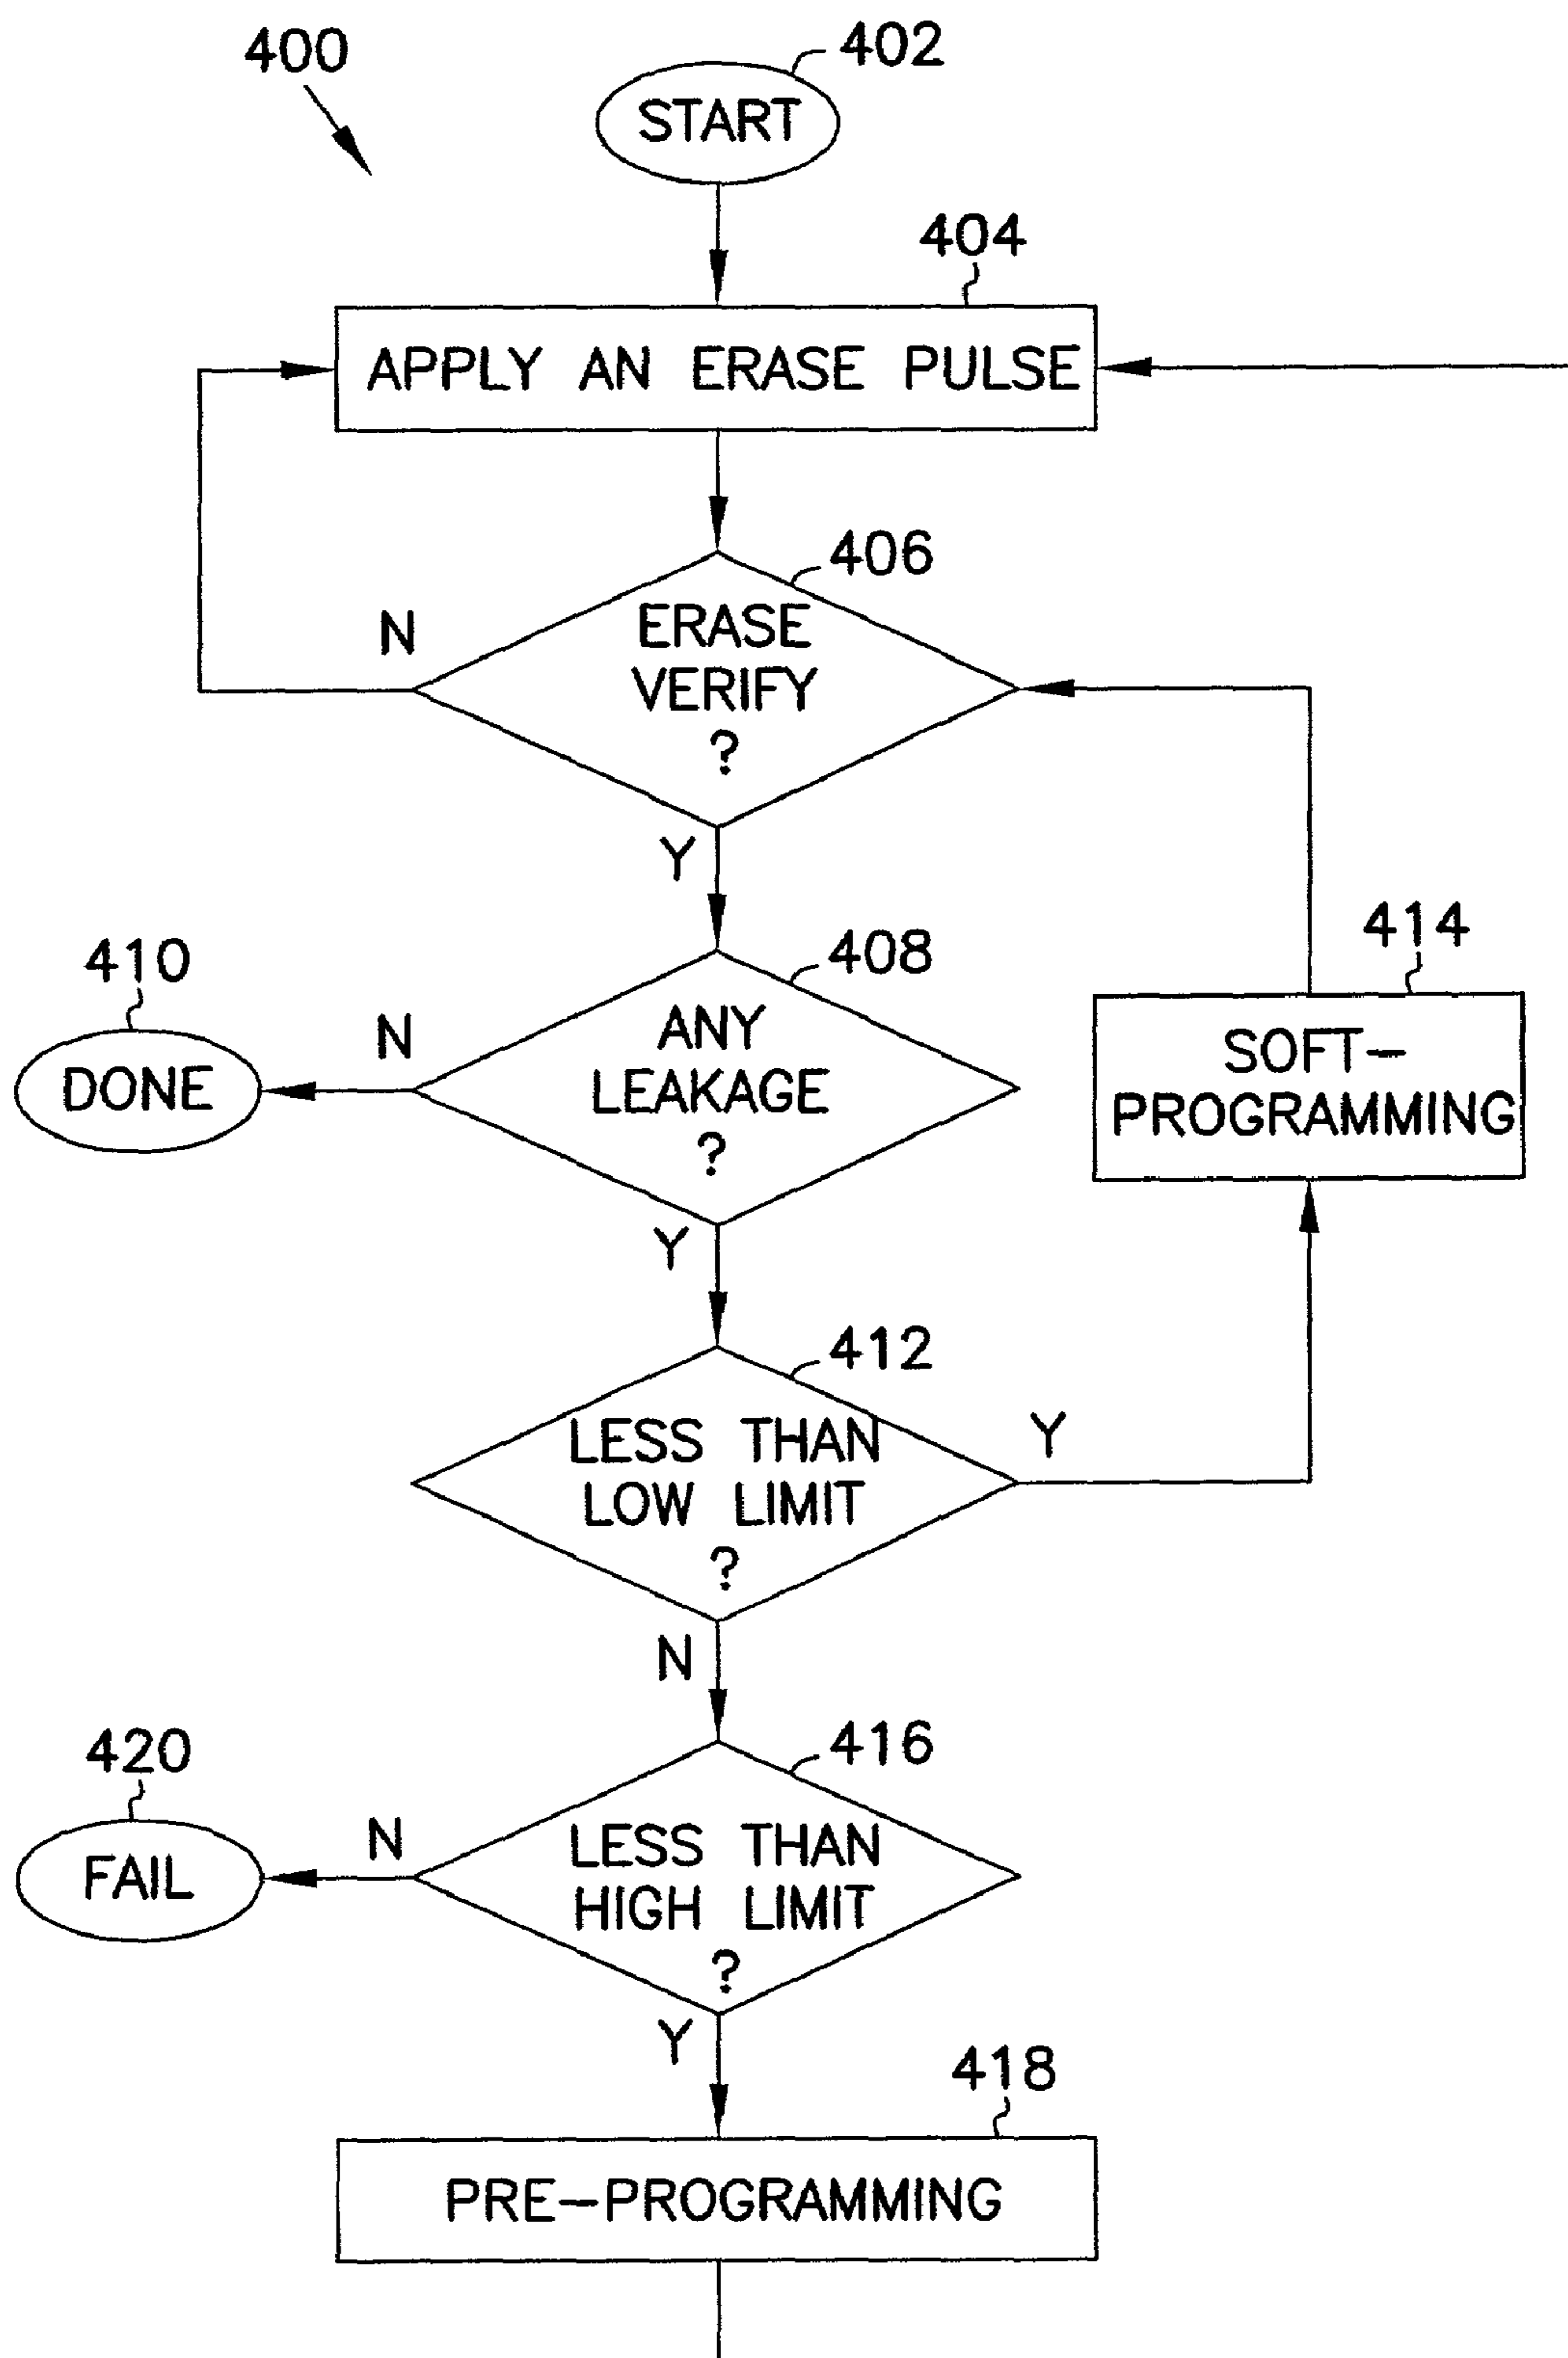 400
402
START
404
APPLY AN ERASE PULSE
406
N
ERASE
VERIFY
?
Y
410
408
414
N
ANY
LEAKAGE
?
DONE
SOFT-
PROGRAMMING
Y
412
LESS THAN
LOW LIMIT
?
Y
N
420
416
N
LESS THAN
HIGH LIMIT
?
FAIL
Y
418
PRE-PROGRAMMING